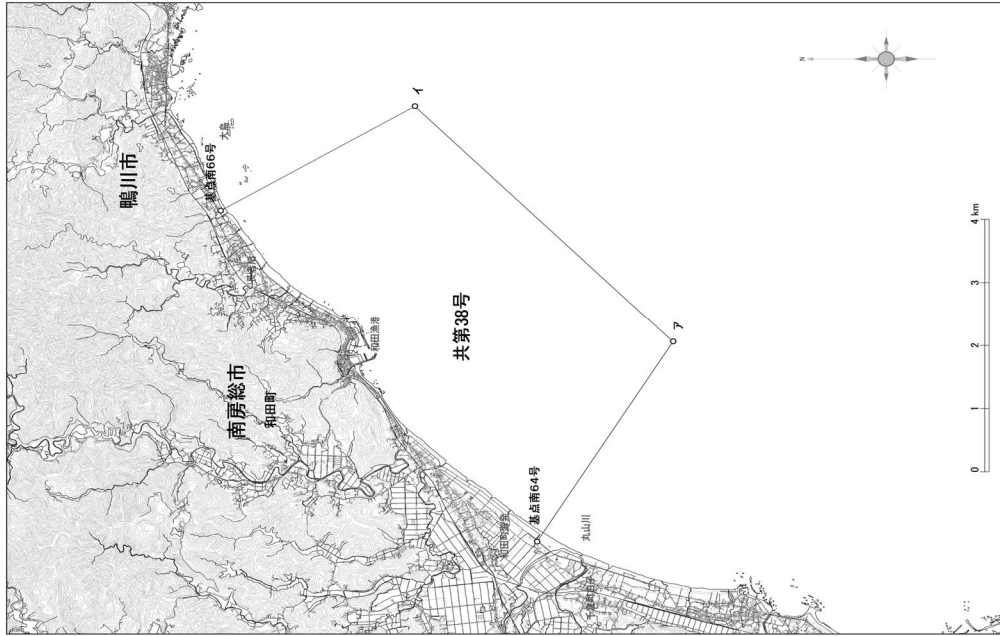 鴨川市
基点南66号
大島
イ
N
南房総市
和田町
和田漁港
共第38号
ア
基点南64号
丸山川
0 1 2 3 4 km